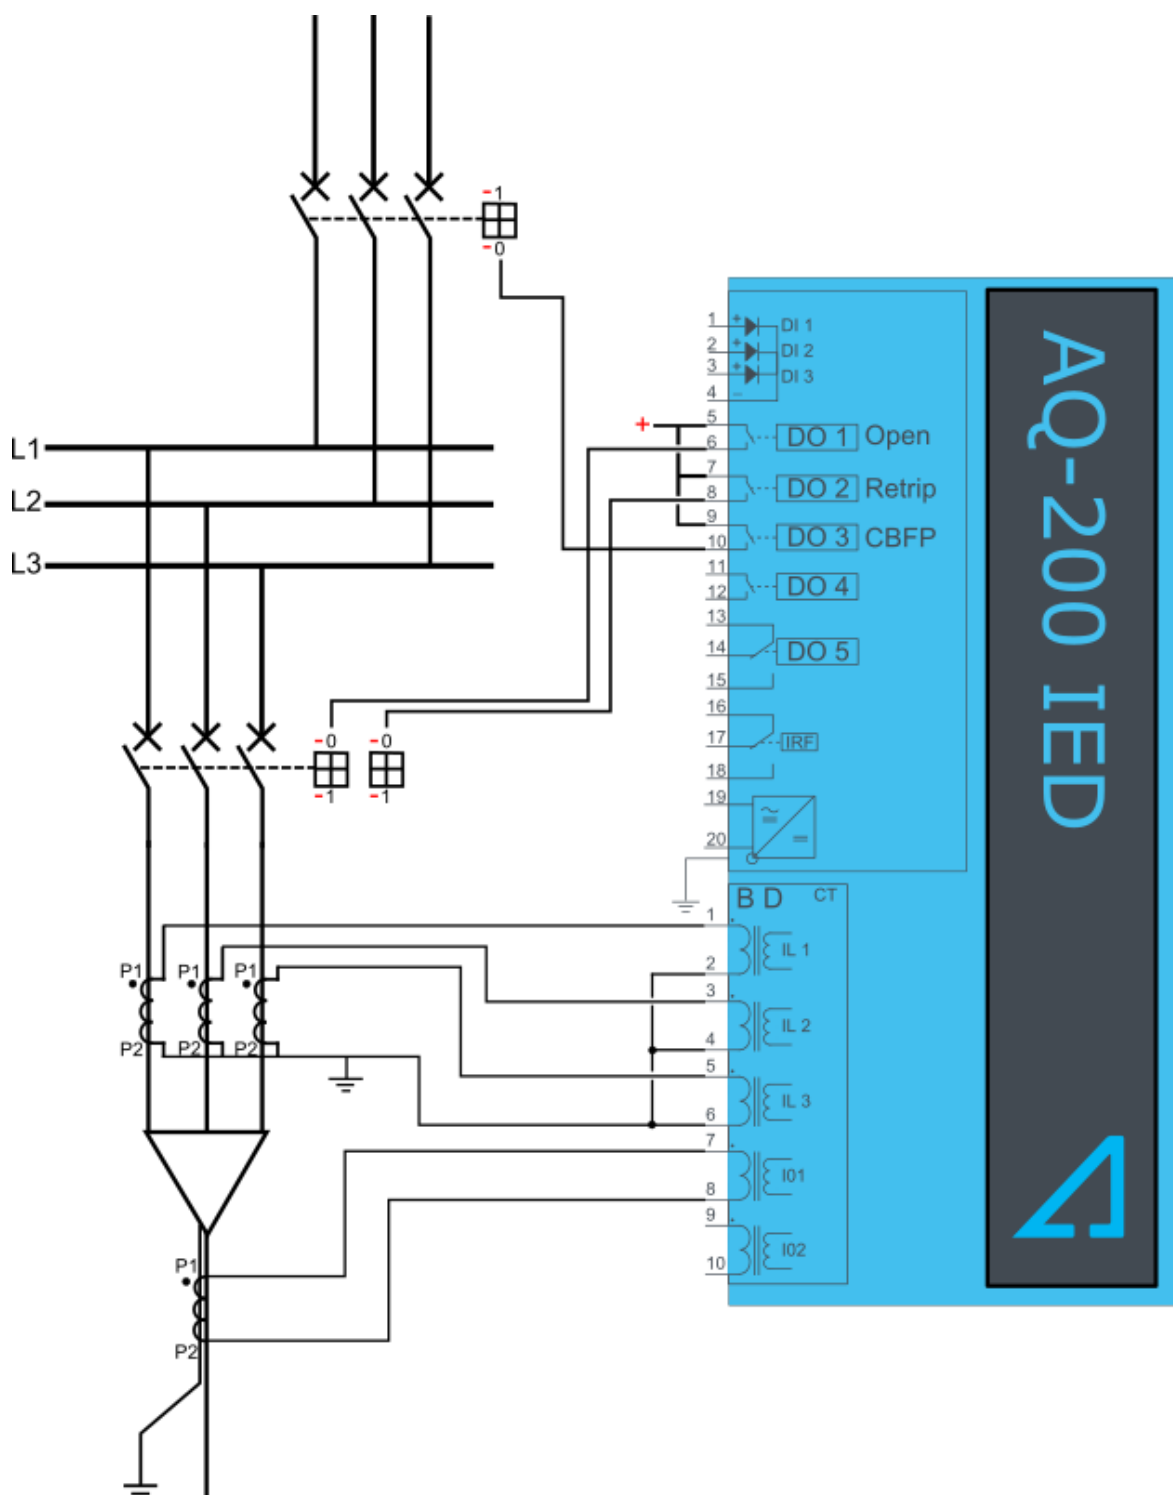 -1
-0
1 + DI 1
2 + DI 2
3 + DI 3
4 -
+ 5
6 DO 1 Open
7
8 DO 2 Retrip
9
10 DO 3 CBFP
11
12 DO 4
13
14 DO 5
15
16
17 IRF
18
19
20
L1
L2
L3
-0 -0
-1 -1
B D CT
1
IL 1
2
3
IL 2
4
5
IL 3
6
7
I01
8
9
I02
10
P1 P1 P1
P2 P2 P2
P1
P2
AQ-200 IED